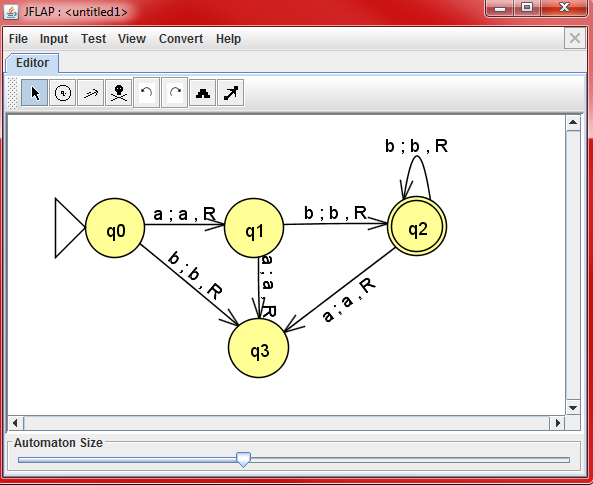 JFLAP : <untitled1>
File Input Test View Convert Help
Editor
b ; b , R
a ; a , R
b ; b , R
q0
q1
q2
b ; b , R
a ; a , R
a ; a , R
q3
Automaton Size